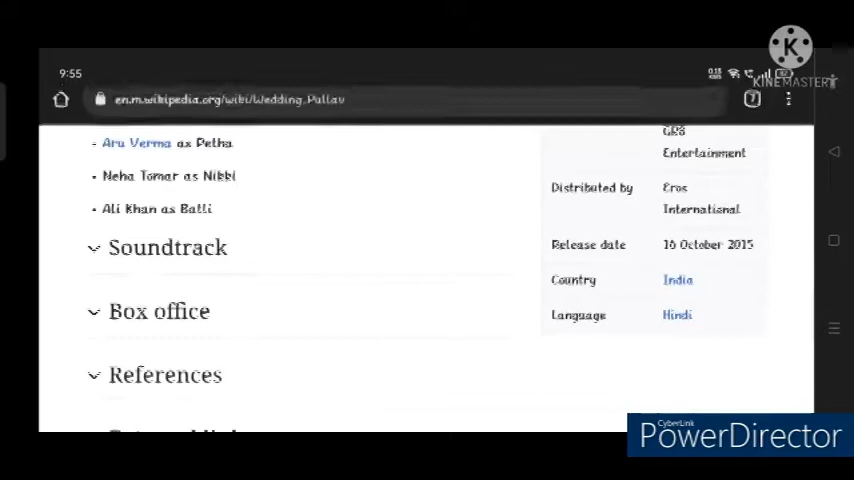 9:55
K
KINEMASTER
en.m.wikipedia.org/wiki/Wedding_Pullav
7
Aru Verma as Petha
Neha Tomar as Nikki
Ali Khan as Balli
Soundtrack
Box office
References
GRB
Entertainment
Distributed by Eros
International
Release date 16 October 2015
Country India
Language Hindi
CyberLink
PowerDirector